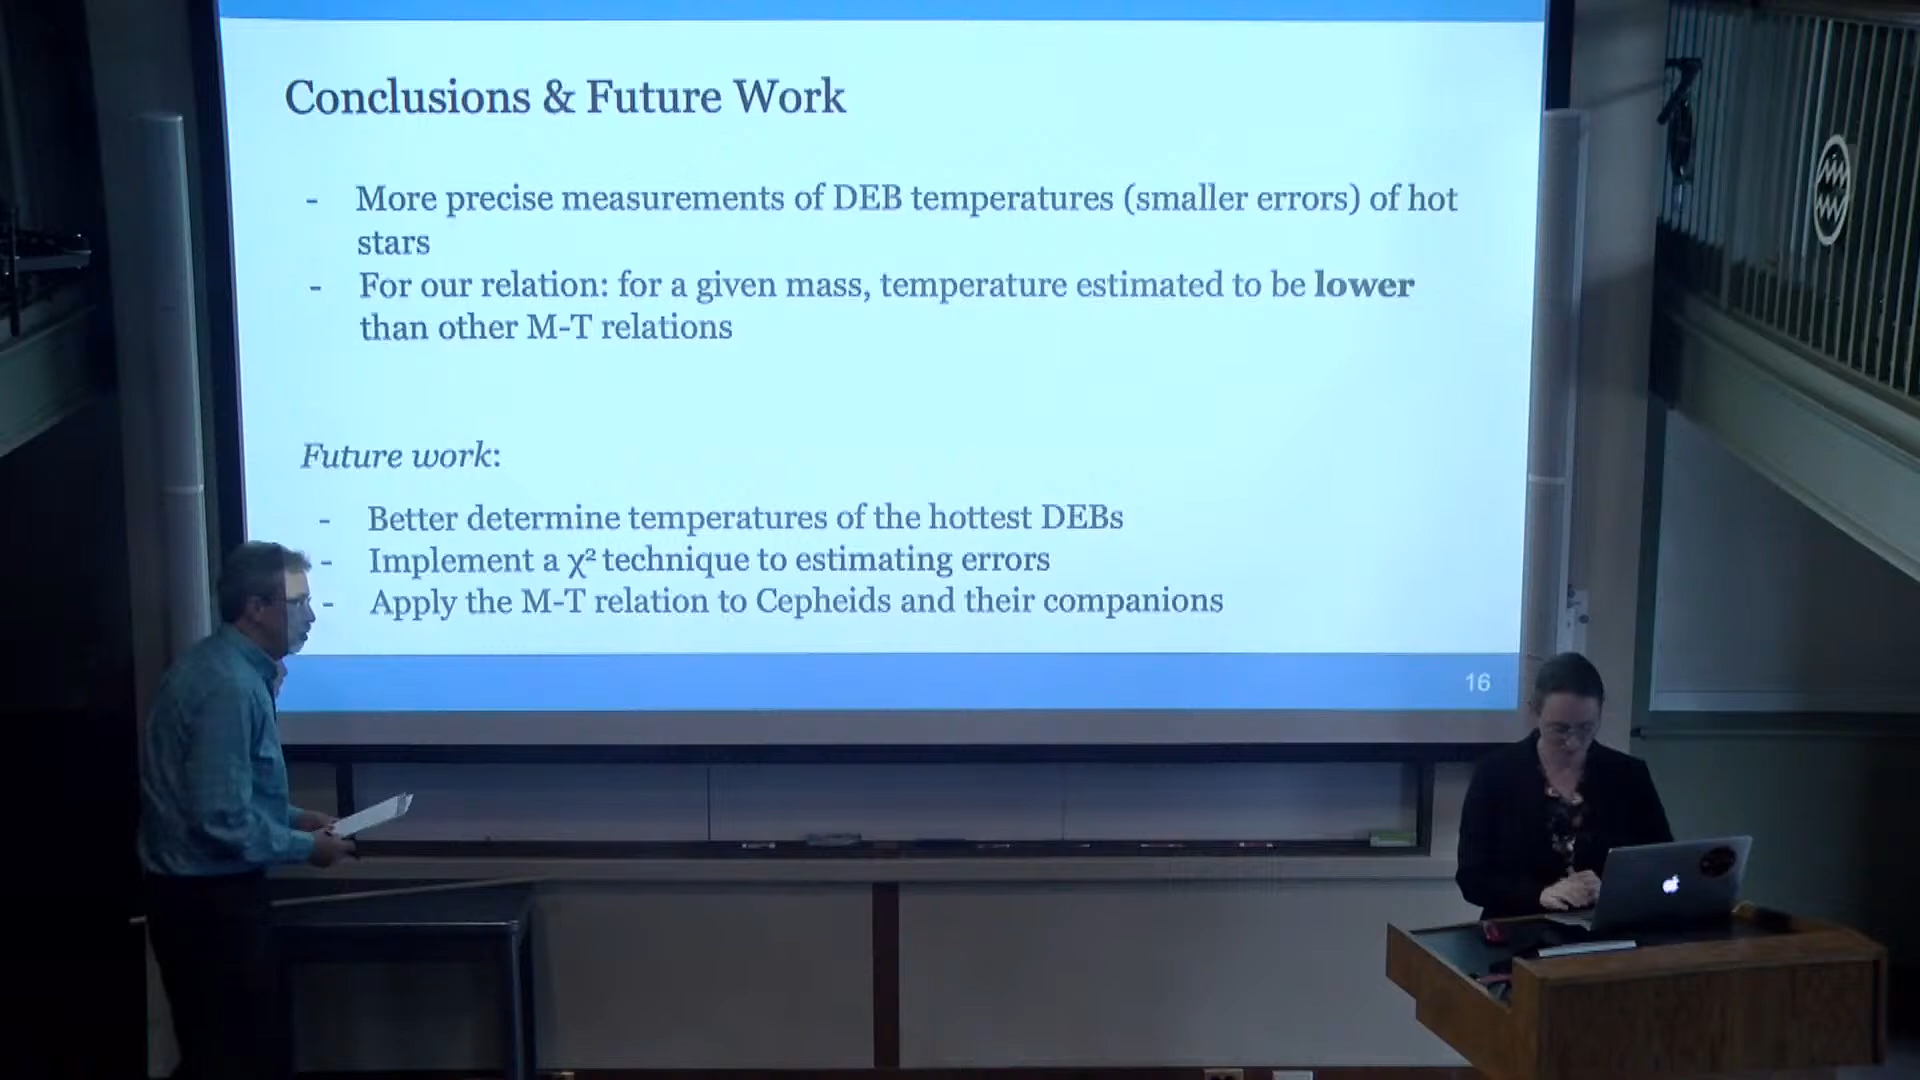 Conclusions & Future Work
- More precise measurements of DEB temperatures (smaller errors) of hot
stars
- For our relation: for a given mass, temperature estimated to be lower
than other M-T relations
Future work:
- Better determine temperatures of the hottest DEBs
- Implement a χ² technique to estimating errors
- Apply the M-T relation to Cepheids and their companions
16